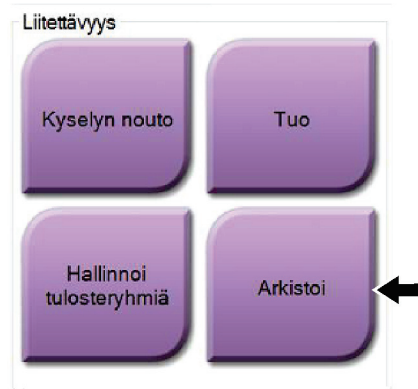 Liitettävyys
Kyselyn nouto
Tuo
Hallinnoi
tulosteryhmiä
Arkistoi